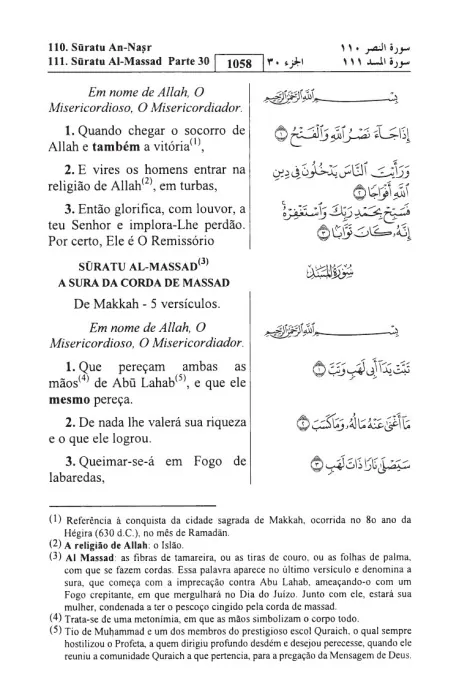 110. Sūratu An-Naṣr
111. Sūratu Al-Massad Parte 30
1058
الجزء ٣٠
سورة النصر ١١٠
سورة المسد ١١١
Em nome de Allah, O
Misericordioso, O Misericordiador.
بِسْمِ ٱللَّهِ ٱلرَّحْمَٰنِ ٱلرَّحِيمِ
1. Quando chegar o socorro de
Allah e também a vitória(1),
إِذَا جَآءَ نَصْرُ ٱللَّهِ وَٱلْفَتْحُ ١
2. E vires os homens entrar na
religião de Allah(2), em turbas,
وَرَأَيْتَ ٱلنَّاسَ يَدْخُلُونَ فِي دِينِ
ٱللَّهِ أَفْوَاجًا ٢
3. Então glorifica, com louvor, a
teu Senhor e implora-Lhe perdão.
Por certo, Ele é O Remissório
فَسَبِّحْ بِحَمْدِ رَبِّكَ وَٱسْتَغْفِرْهُ
إِنَّهُۥ كَانَ تَوَّابًا ٣
SŪRATU AL-MASSAD(3)
A SURA DA CORDA DE MASSAD
سُورَةُ المَسَدِ
De Makkah - 5 versículos.
Em nome de Allah, O
Misericordioso, O Misericordiador.
بِسْمِ ٱللَّهِ ٱلرَّحْمَٰنِ ٱلرَّحِيمِ
1. Que pereçam ambas as
mãos(4) de Abū Lahab(5), e que ele
mesmo pereça.
تَبَّتْ يَدَآ أَبِي لَهَبٍ وَتَبَّ ١
2. De nada lhe valerá sua riqueza
e o que ele logrou.
مَآ أَغْنَىٰ عَنْهُ مَالُهُۥ وَمَا كَسَبَ ٢
3. Queimar-se-á em Fogo de
labaredas,
سَيَصْلَىٰ نَارًا ذَاتَ لَهَبٍ ٣
(1) Referência à conquista da cidade sagrada de Makkah, ocorrida no 8o ano da
Hégira (630 d.C.), no mês de Ramadān.
(2) A religião de Allah: o Islão.
(3) Al Massad: as fibras de tamareira, ou as tiras de couro, ou as folhas de palma,
com que se fazem cordas. Essa palavra aparece no último versículo e denomina a
sura, que começa com a imprecação contra Abu Lahab, ameaçando-o com um
Fogo crepitante, em que mergulhará no Dia do Juízo. Junto com ele, estará sua
mulher, condenada a ter o pescoço cingido pela corda de massad.
(4) Trata-se de uma metonímia, em que as mãos simbolizam o corpo todo.
(5) Tio de Muḥammad e um dos membros do prestigioso escol Quraich, o qual sempre
hostilizou o Profeta, a quem dirigiu profundo desdém e desejou perecesse, quando ele
reuniu a comunidade Quraich a que pertencia, para a pregação da Mensagem de Deus.